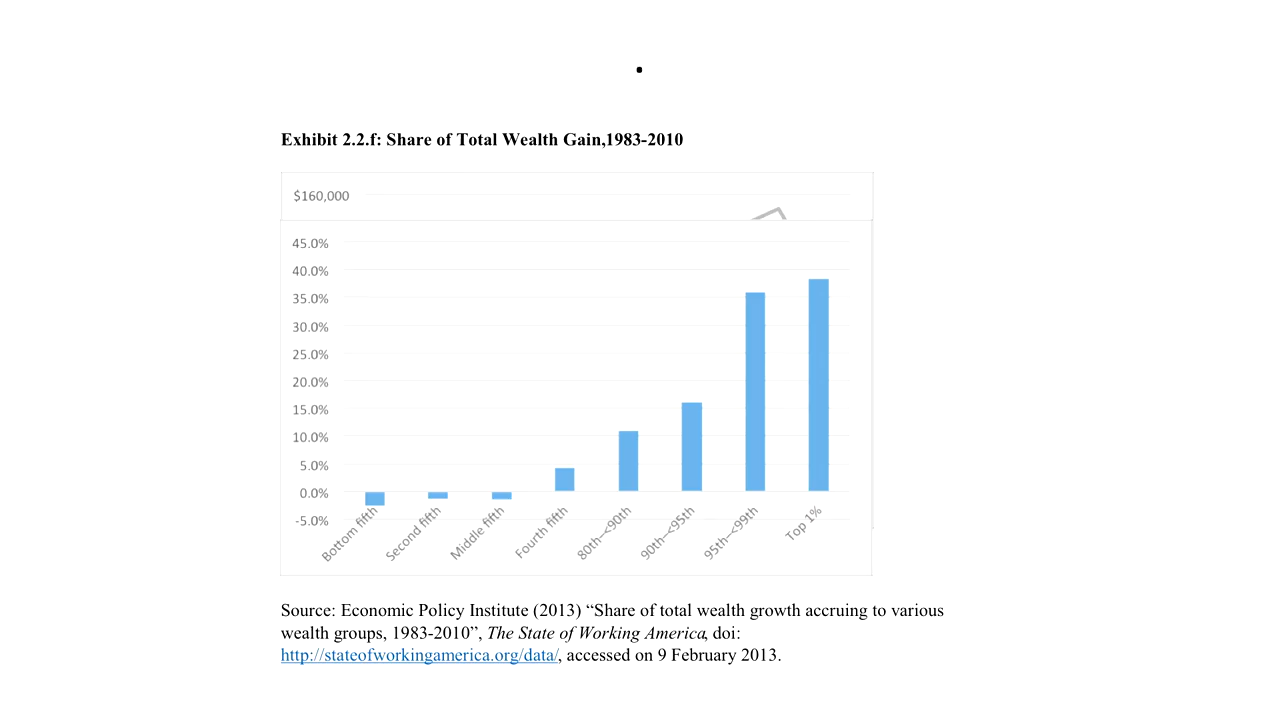 .
Exhibit 2.2.f: Share of Total Wealth Gain,1983-2010
$160,000
45.0%
40.0%
35.0%
30.0%
25.0%
20.0%
15.0%
10.0%
5.0%
0.0%
-5.0%
Bottom fifth
Second fifth
Middle fifth
Fourth fifth
80th–<90th
90th–<95th
95th–<99th
Top 1%
Source: Economic Policy Institute (2013) “Share of total wealth growth accruing to various
wealth groups, 1983-2010”, The State of Working America, doi:
http://stateofworkingamerica.org/data/, accessed on 9 February 2013.